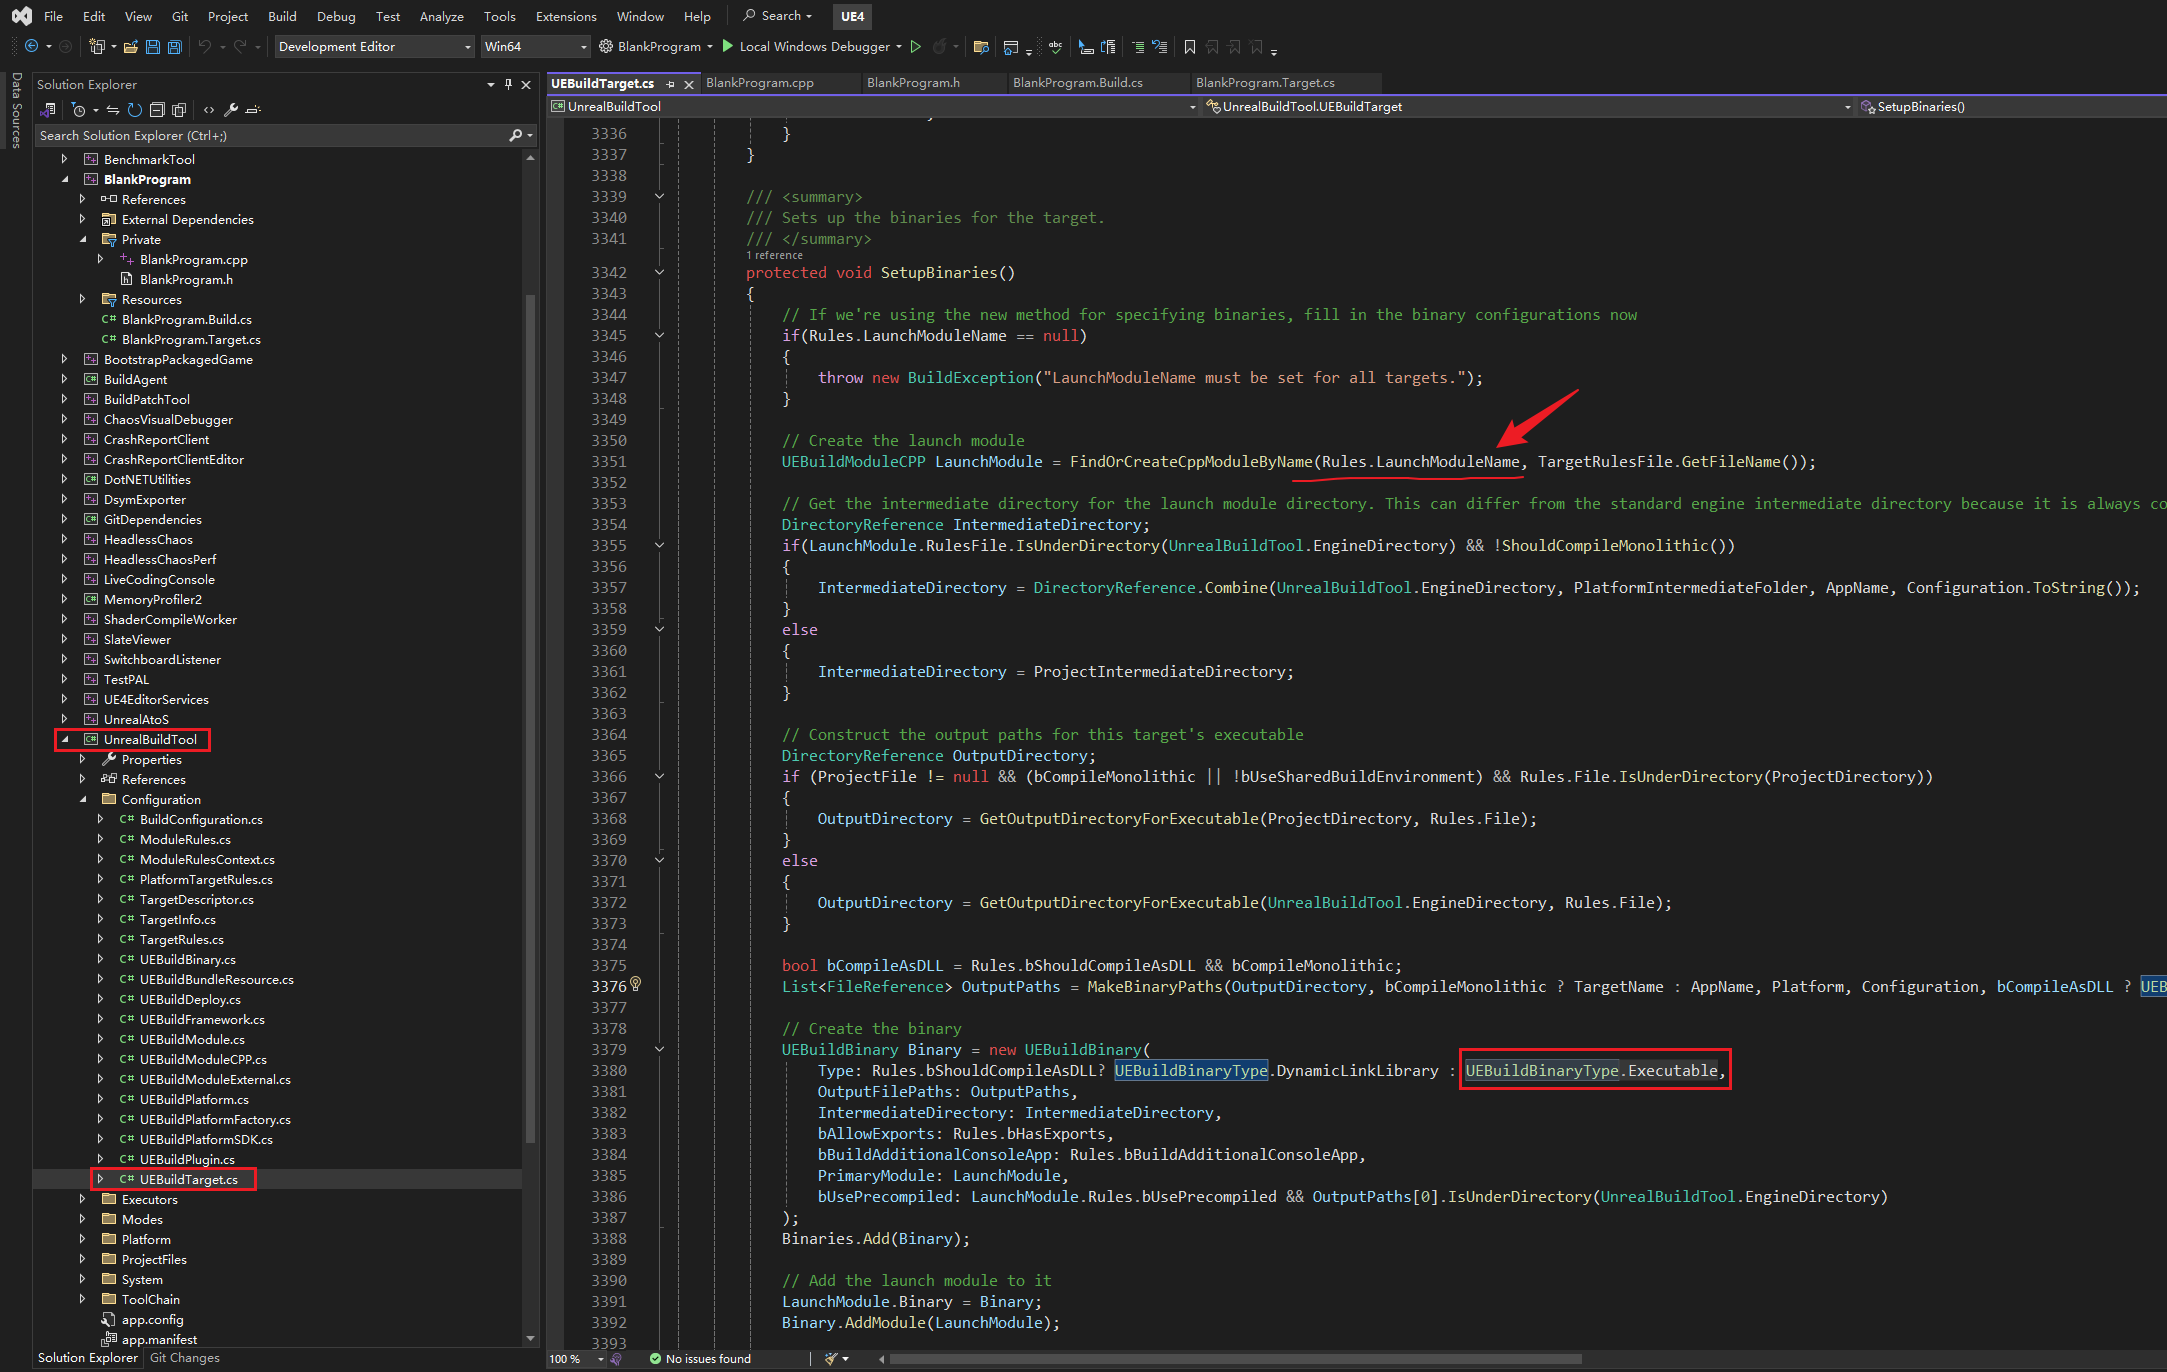 File Edit View Git Project Build Debug Test Analyze Tools Extensions Window Help Search UE4
Development Editor Win64 BlankProgram Local Windows Debugger
Data Sources
Solution Explorer
Search Solution Explorer (Ctrl+;)
BenchmarkTool
BlankProgram
References
External Dependencies
Private
BlankProgram.cpp
BlankProgram.h
Resources
BlankProgram.Build.cs
BlankProgram.Target.cs
BootstrapPackagedGame
BuildAgent
BuildPatchTool
ChaosVisualDebugger
CrashReportClient
CrashReportClientEditor
DotNETUtilities
DsymExporter
GitDependencies
HeadlessChaos
HeadlessChaosPerf
LiveCodingConsole
MemoryProfiler2
ShaderCompileWorker
SlateViewer
SwitchboardListener
TestPAL
UE4EditorServices
UnrealAtoS
UnrealBuildTool
Properties
References
Configuration
BuildConfiguration.cs
ModuleRules.cs
ModuleRulesContext.cs
PlatformTargetRules.cs
TargetDescriptor.cs
TargetInfo.cs
TargetRules.cs
UEBuildBinary.cs
UEBuildBundleResource.cs
UEBuildDeploy.cs
UEBuildFramework.cs
UEBuildModule.cs
UEBuildModuleCPP.cs
UEBuildModuleExternal.cs
UEBuildPlatform.cs
UEBuildPlatformFactory.cs
UEBuildPlatformSDK.cs
UEBuildPlugin.cs
UEBuildTarget.cs
Executors
Modes
Platform
ProjectFiles
System
ToolChain
app.config
app.manifest
Solution Explorer Git Changes
UEBuildTarget.cs BlankProgram.cpp BlankProgram.h BlankProgram.Build.cs BlankProgram.Target.cs
UnrealBuildTool UnrealBuildTool.UEBuildTarget SetupBinaries()
3336 }
3337 }
3338
3339 /// <summary>
3340 /// Sets up the binaries for the target.
3341 /// </summary>
1 reference
3342 protected void SetupBinaries()
3343 {
3344 // If we're using the new method for specifying binaries, fill in the binary configurations now
3345 if(Rules.LaunchModuleName == null)
3346 {
3347 throw new BuildException("LaunchModuleName must be set for all targets.");
3348 }
3349
3350 // Create the launch module
3351 UEBuildModuleCPP LaunchModule = FindOrCreateCppModuleByName(Rules.LaunchModuleName, TargetRulesFile.GetFileName());
3352
3353 // Get the intermediate directory for the launch module directory. This can differ from the standard engine intermediate directory because it is always co
3354 DirectoryReference IntermediateDirectory;
3355 if(LaunchModule.RulesFile.IsUnderDirectory(UnrealBuildTool.EngineDirectory) && !ShouldCompileMonolithic())
3356 {
3357 IntermediateDirectory = DirectoryReference.Combine(UnrealBuildTool.EngineDirectory, PlatformIntermediateFolder, AppName, Configuration.ToString());
3358 }
3359 else
3360 {
3361 IntermediateDirectory = ProjectIntermediateDirectory;
3362 }
3363
3364 // Construct the output paths for this target's executable
3365 DirectoryReference OutputDirectory;
3366 if (ProjectFile != null && (bCompileMonolithic || !bUseSharedBuildEnvironment) && Rules.File.IsUnderDirectory(ProjectDirectory))
3367 {
3368 OutputDirectory = GetOutputDirectoryForExecutable(ProjectDirectory, Rules.File);
3369 }
3370 else
3371 {
3372 OutputDirectory = GetOutputDirectoryForExecutable(UnrealBuildTool.EngineDirectory, Rules.File);
3373 }
3374
3375 bool bCompileAsDLL = Rules.bShouldCompileAsDLL && bCompileMonolithic;
3376 List<FileReference> OutputPaths = MakeBinaryPaths(OutputDirectory, bCompileMonolithic ? TargetName : AppName, Platform, Configuration, bCompileAsDLL ? UEB
3377
3378 // Create the binary
3379 UEBuildBinary Binary = new UEBuildBinary(
3380 Type: Rules.bShouldCompileAsDLL? UEBuildBinaryType.DynamicLinkLibrary : UEBuildBinaryType.Executable,
3381 OutputFilePaths: OutputPaths,
3382 IntermediateDirectory: IntermediateDirectory,
3383 bAllowExports: Rules.bHasExports,
3384 bBuildAdditionalConsoleApp: Rules.bBuildAdditionalConsoleApp,
3385 PrimaryModule: LaunchModule,
3386 bUsePrecompiled: LaunchModule.Rules.bUsePrecompiled && OutputPaths[0].IsUnderDirectory(UnrealBuildTool.EngineDirectory)
3387 );
3388 Binaries.Add(Binary);
3389
3390 // Add the launch module to it
3391 LaunchModule.Binary = Binary;
3392 Binary.AddModule(LaunchModule);
3393
100 % No issues found